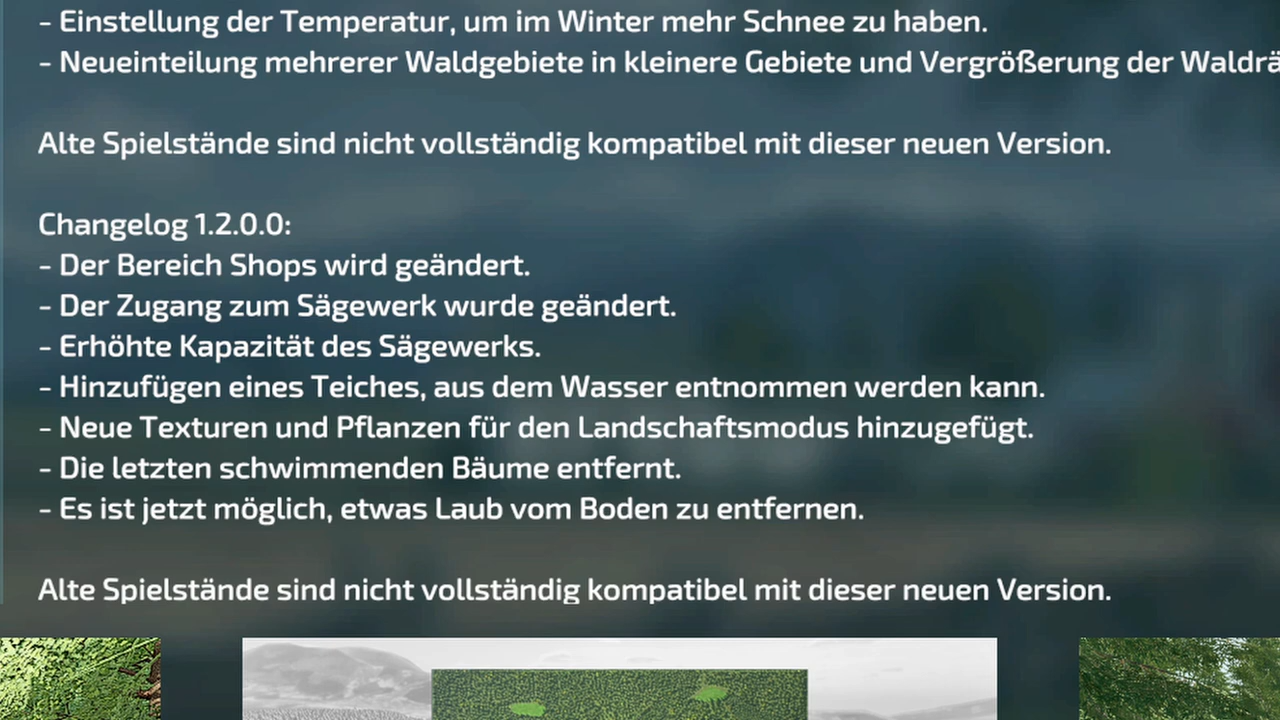 - Einstellung der Temperatur, um im Winter mehr Schnee zu haben.
- Neueinteilung mehrerer Waldgebiete in kleinere Gebiete und Vergrößerung der
Alte Spielstände sind nicht vollständig kompatibel mit dieser neuen Version.
Changelog 1.2.0.0:
- Der Bereich Shops wird geändert.
- Der Zugang zum Sägewerk wurde geändert.
- Erhöhte Kapazität des Sägewerks.
- Hinzufügen eines Teiches, aus dem Wasser entnommen werden kann.
- Neue Texturen und Pflanzen für den Landschaftsmodus hinzugefügt.
- Die letzten schwimmenden Bäume entfernt.
- Es ist jetzt möglich, etwas Laub vom Boden zu entfernen.
Alte Spielstände sind nicht vollständig kompatibel mit dieser neuen Version.